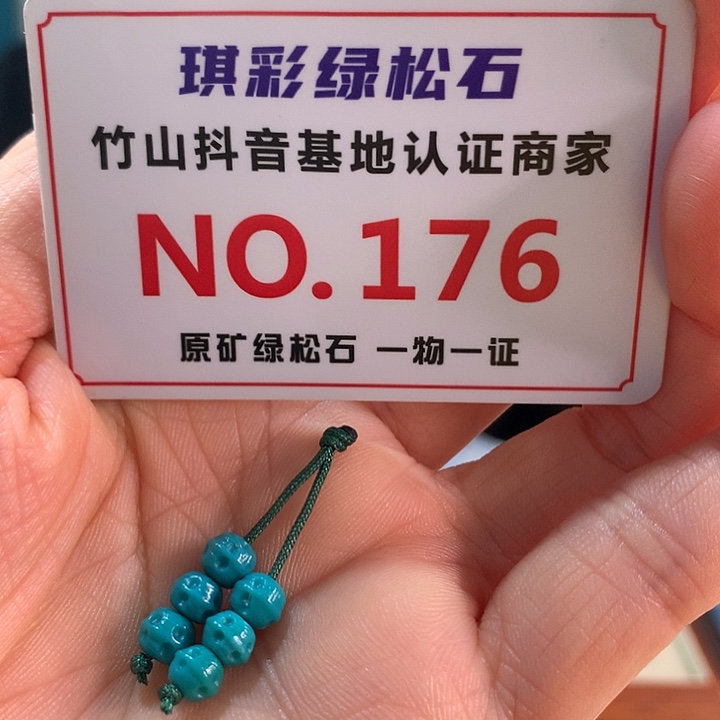 琪彩绿松石
竹山抖音基地认证商家
NO.176
原矿绿松石 一物一证